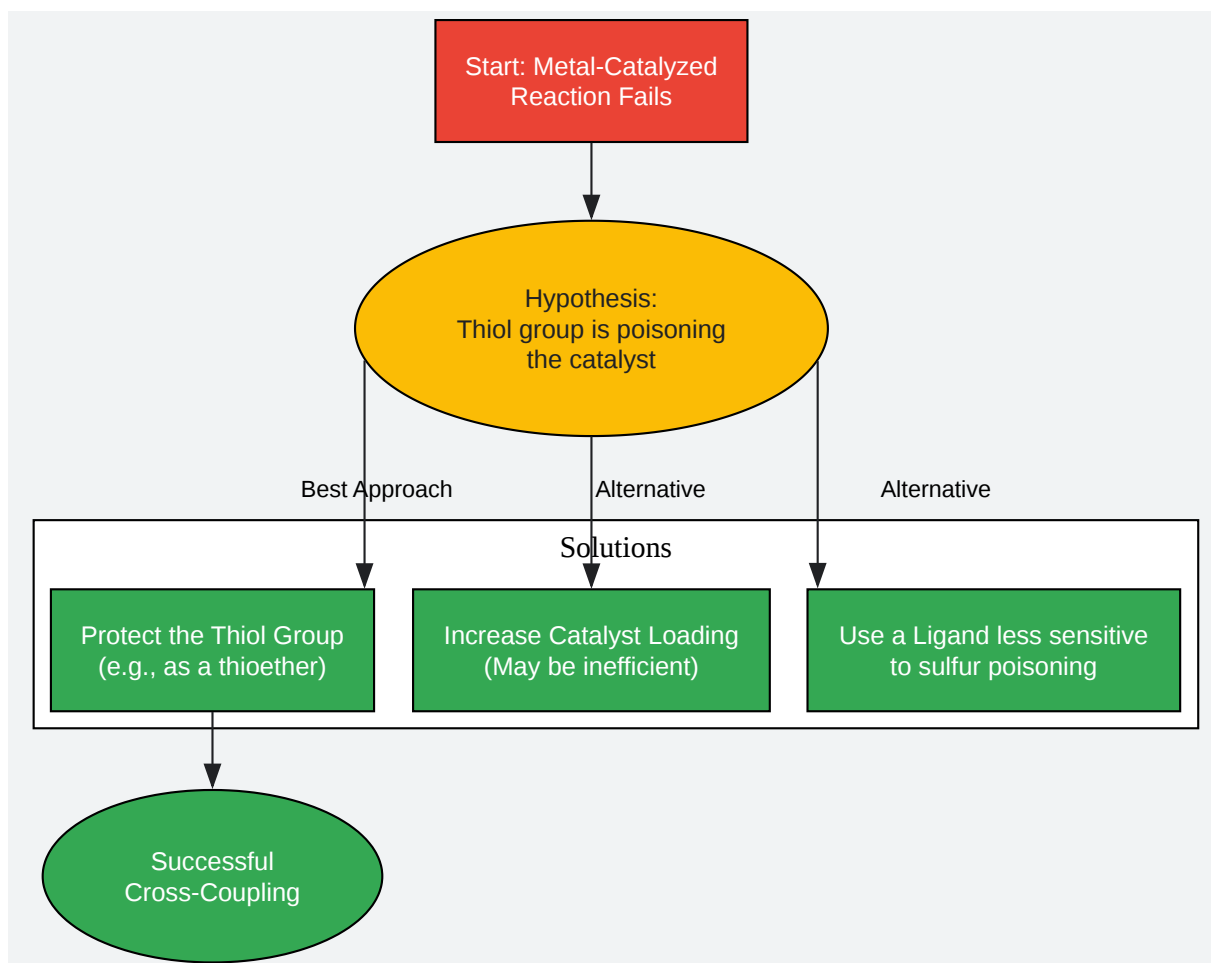 Start: Metal-Catalyzed
Reaction Fails
Hypothesis:
Thiol group is poisoning
the catalyst
Best Approach
Alternative
Alternative
Solutions
Protect the Thiol Group
(e.g., as a thioether)
Increase Catalyst Loading
(May be inefficient)
Use a Ligand less sensitive
to sulfur poisoning
Successful
Cross-Coupling